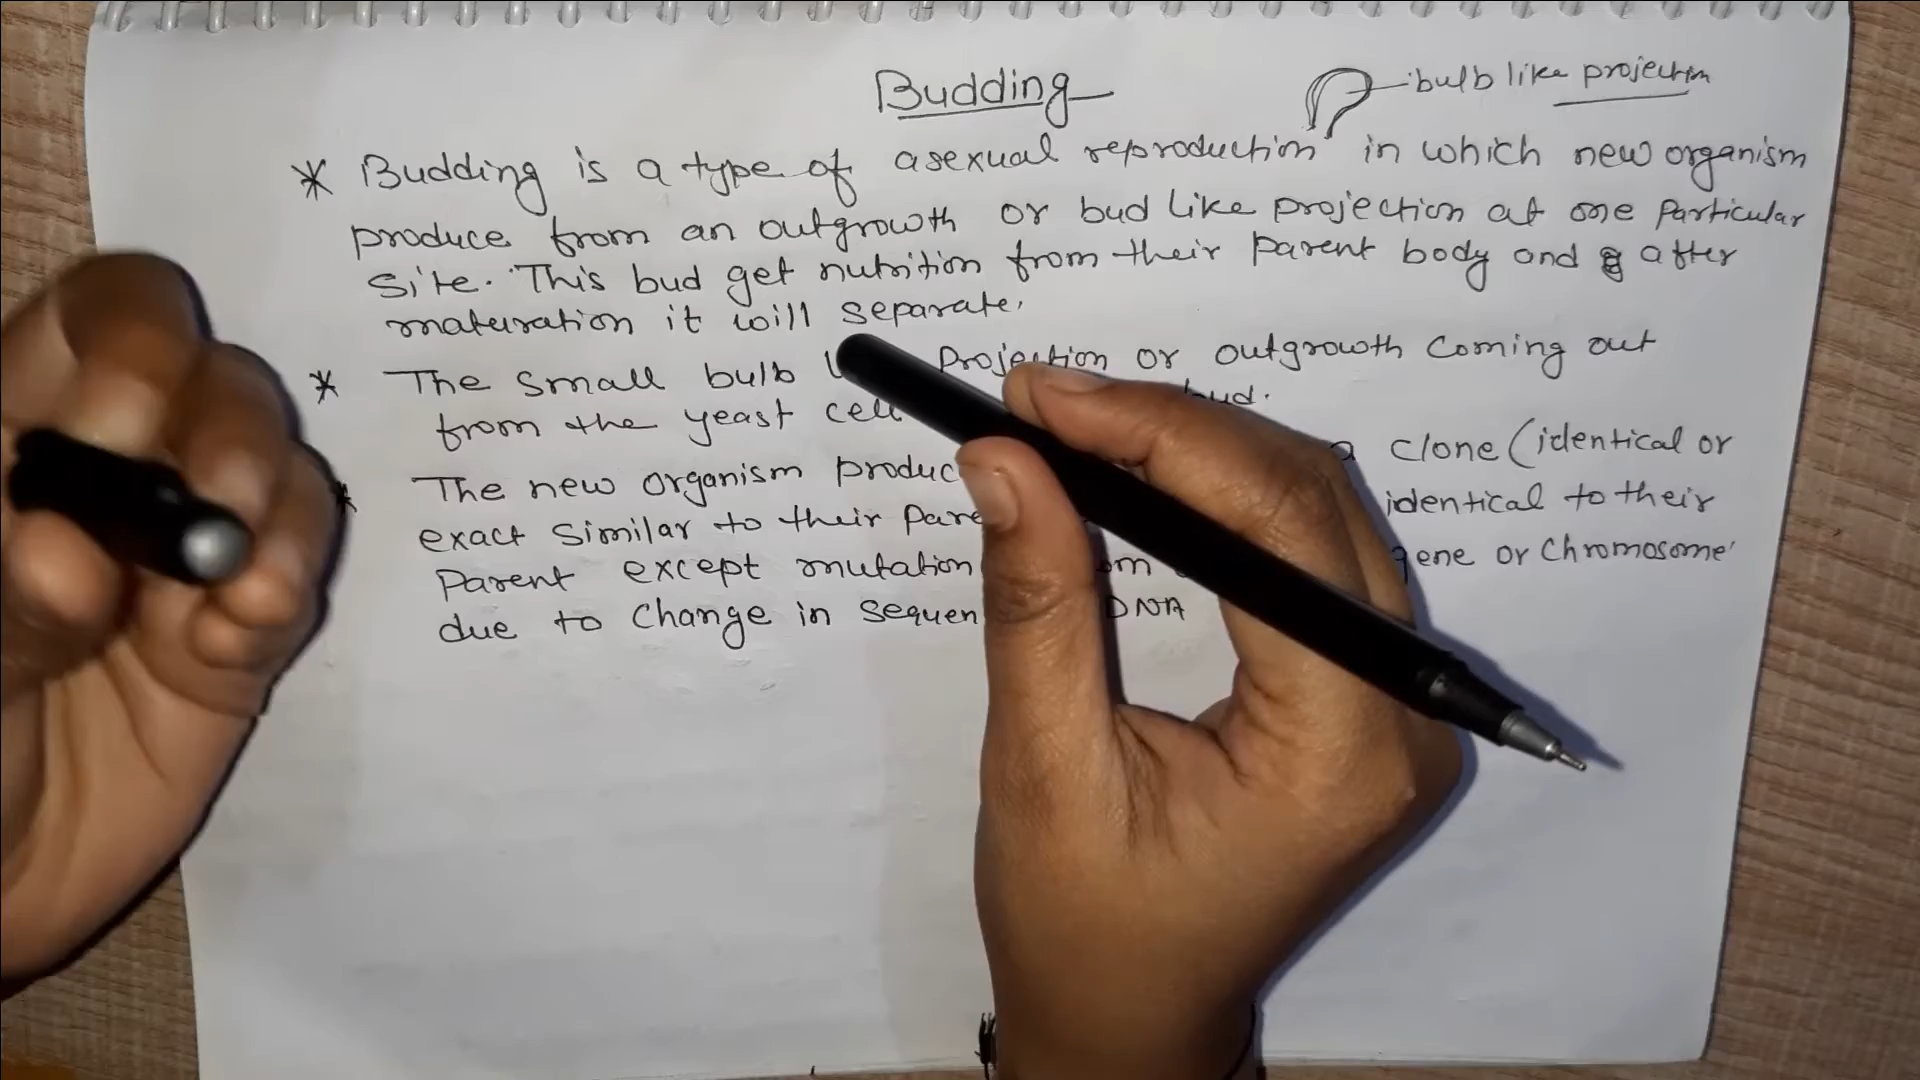 Budding
bulb like projection
* Budding is a type of asexual reproduction in which new organism
produce from an outgrowth or bud like projection at one particular
site. This bud get nutrition from their parent body and after
maturation it will separate.
* The small bulb projection or outgrowth coming out
from the yeast cell bud.
* The new organism a clone (identical or
exact similar to their identical to their
parent except mutation gene or chromosome
due to change in DNA